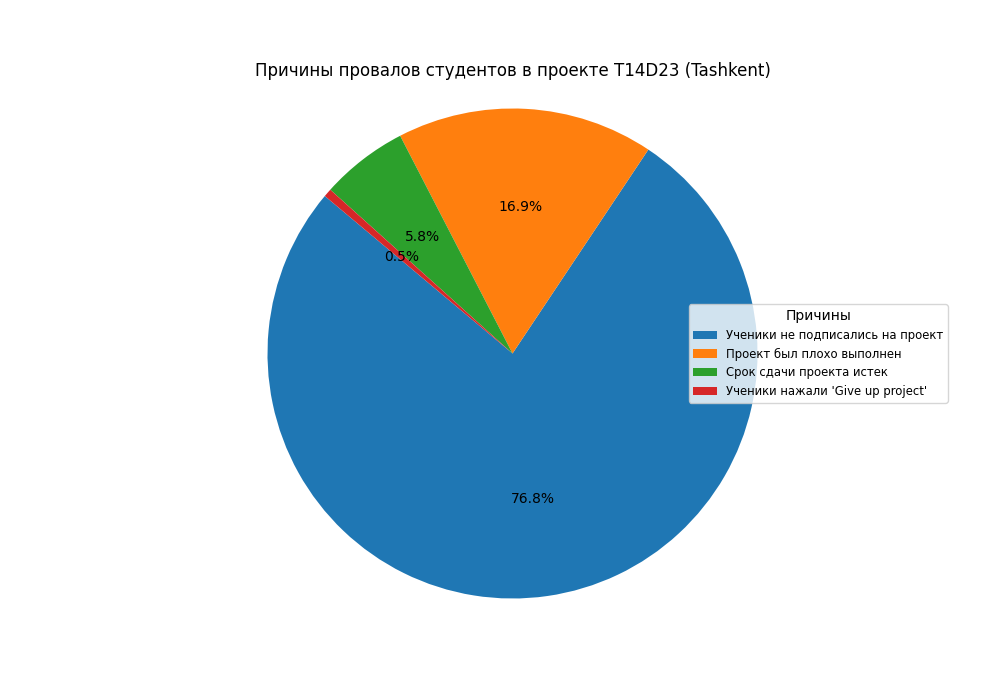 Причины провалов студентов в проекте T14D23 (Tashkent)
16.9%
5.8%
0.5%
76.8%
Причины
Ученики не подписались на проект
Проект был плохо выполнен
Срок сдачи проекта истек
Ученики нажали 'Give up project'